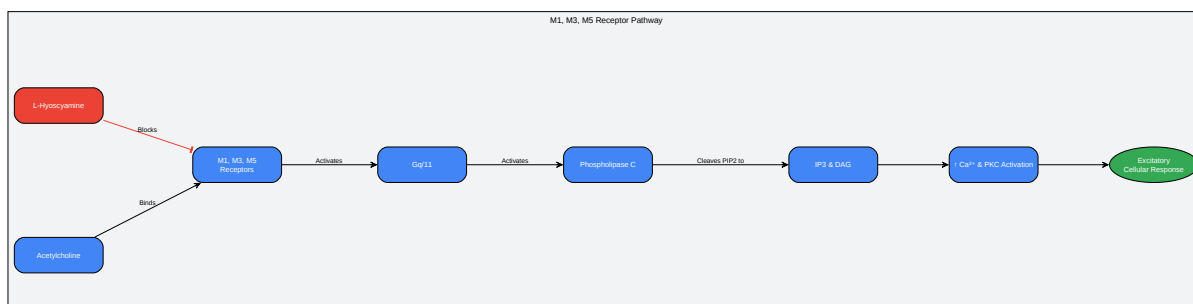 M1, M3, M5 Receptor Pathway
L-Hyoscyamine
Blocks
M1, M3, M5
Receptors
Activates
Gq/11
Activates
Phospholipase C
Cleaves PIP2 to
IP3 & DAG
↑ Ca²⁺ & PKC Activation
Excitatory
Cellular Response
Binds
Acetylcholine